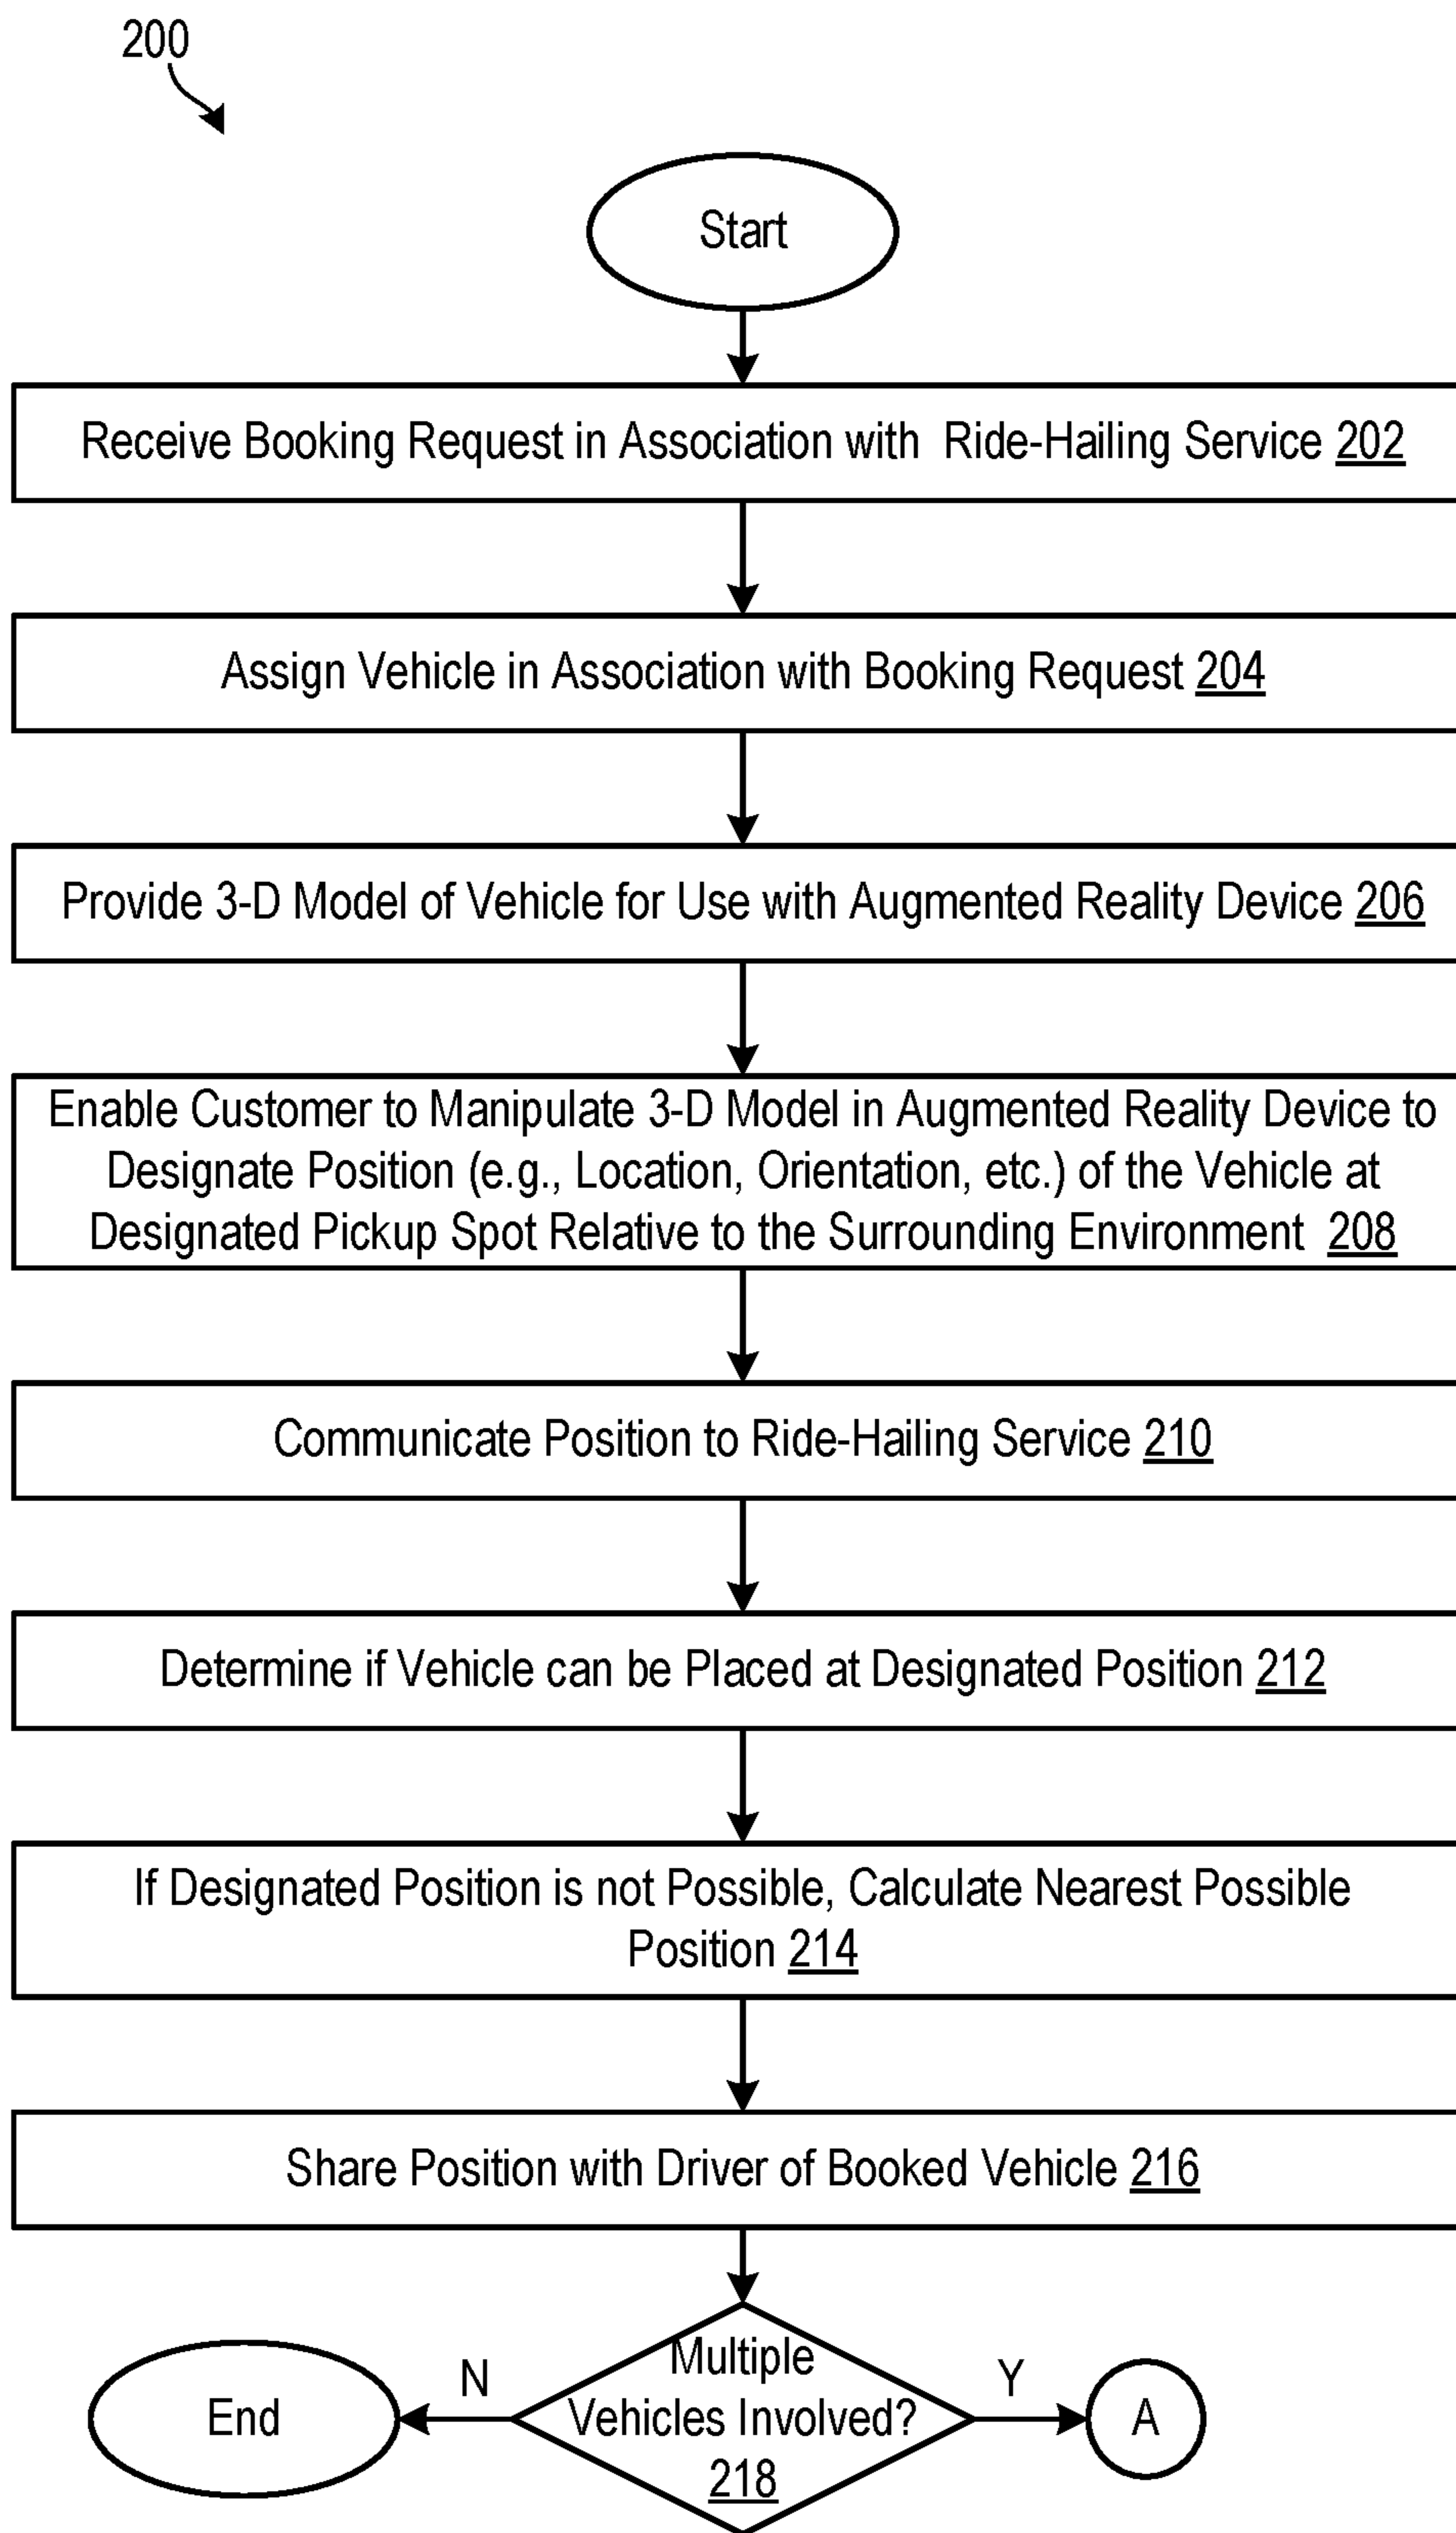 200
Start
Receive Booking Request in Association with Ride-Hailing Service 202
Assign Vehicle in Association with Booking Request 204
Provide 3-D Model of Vehicle for Use with Augmented Reality Device 206
Enable Customer to Manipulate 3-D Model in Augmented Reality Device to
Designate Position (e.g., Location, Orientation, etc.) of the Vehicle at
Designated Pickup Spot Relative to the Surrounding Environment 208
Communicate Position to Ride-Hailing Service 210
Determine if Vehicle can be Placed at Designated Position 212
If Designated Position is not Possible, Calculate Nearest Possible
Position 214
Share Position with Driver of Booked Vehicle 216
Multiple
Vehicles Involved?
218
N
End
Y
A